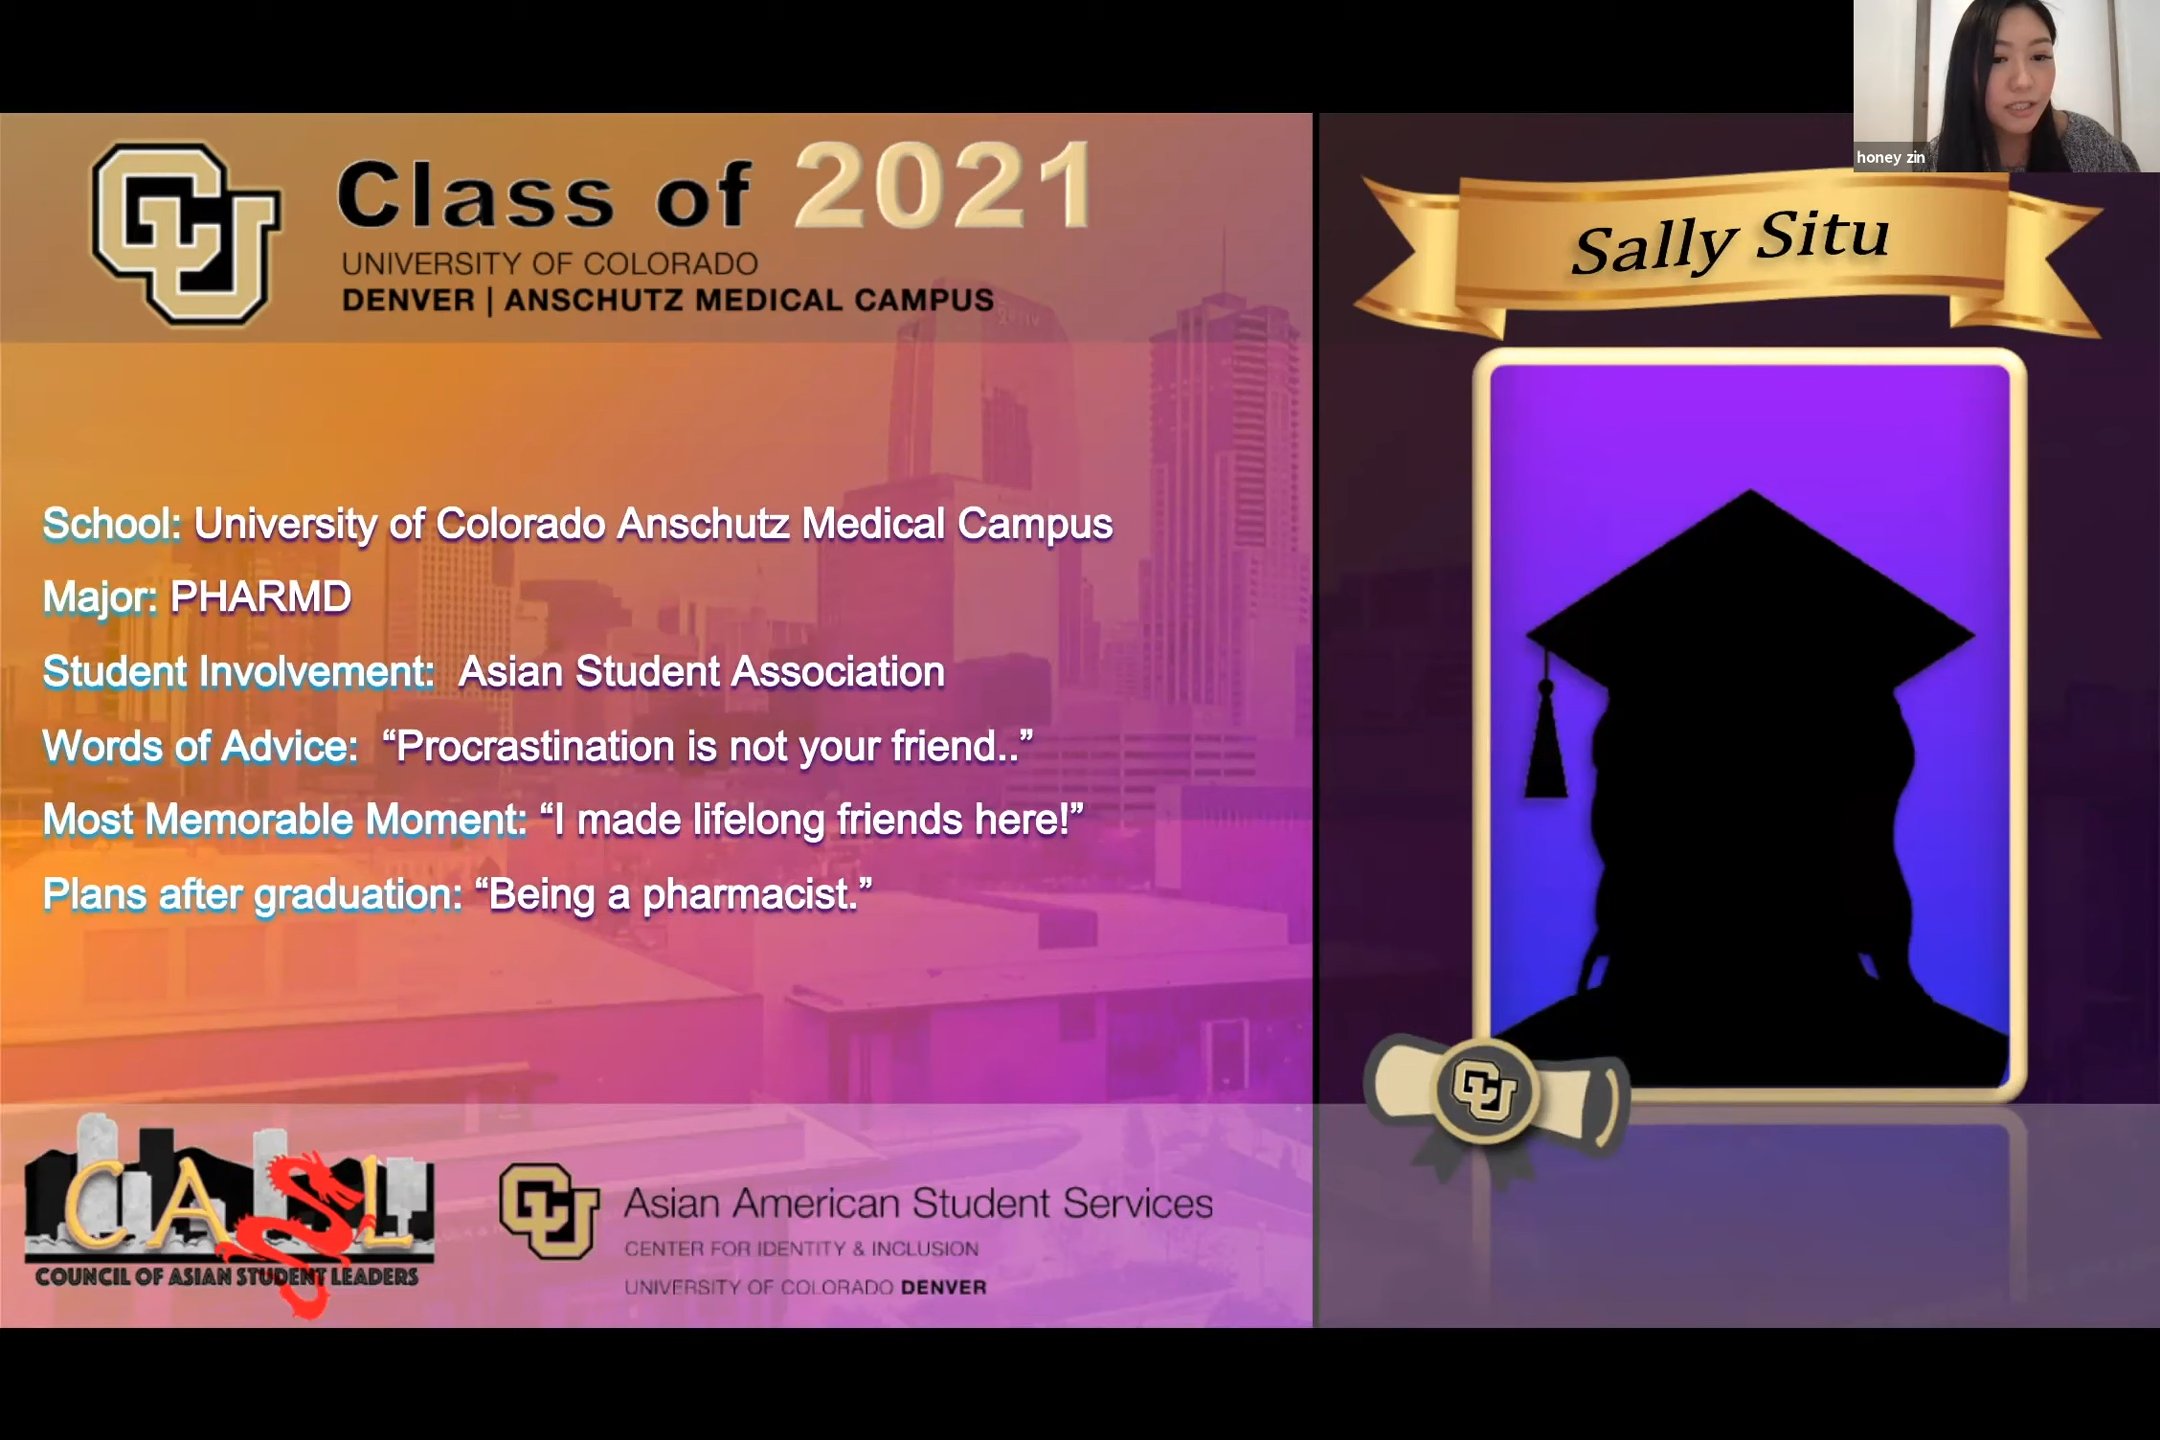 honey zin
CU
Class of 2021
UNIVERSITY OF COLORADO
DENVER | ANSCHUTZ MEDICAL CAMPUS
Sally Situ
School: University of Colorado Anschutz Medical Campus
Major: PHARMD
Student Involvement: Asian Student Association
Words of Advice: “Procrastination is not your friend..”
Most Memorable Moment: “I made lifelong friends here!”
Plans after graduation: “Being a pharmacist.”
CU
CASL
COUNCIL OF ASIAN STUDENT LEADERS
CU
Asian American Student Services
CENTER FOR IDENTITY & INCLUSION
UNIVERSITY OF COLORADO DENVER